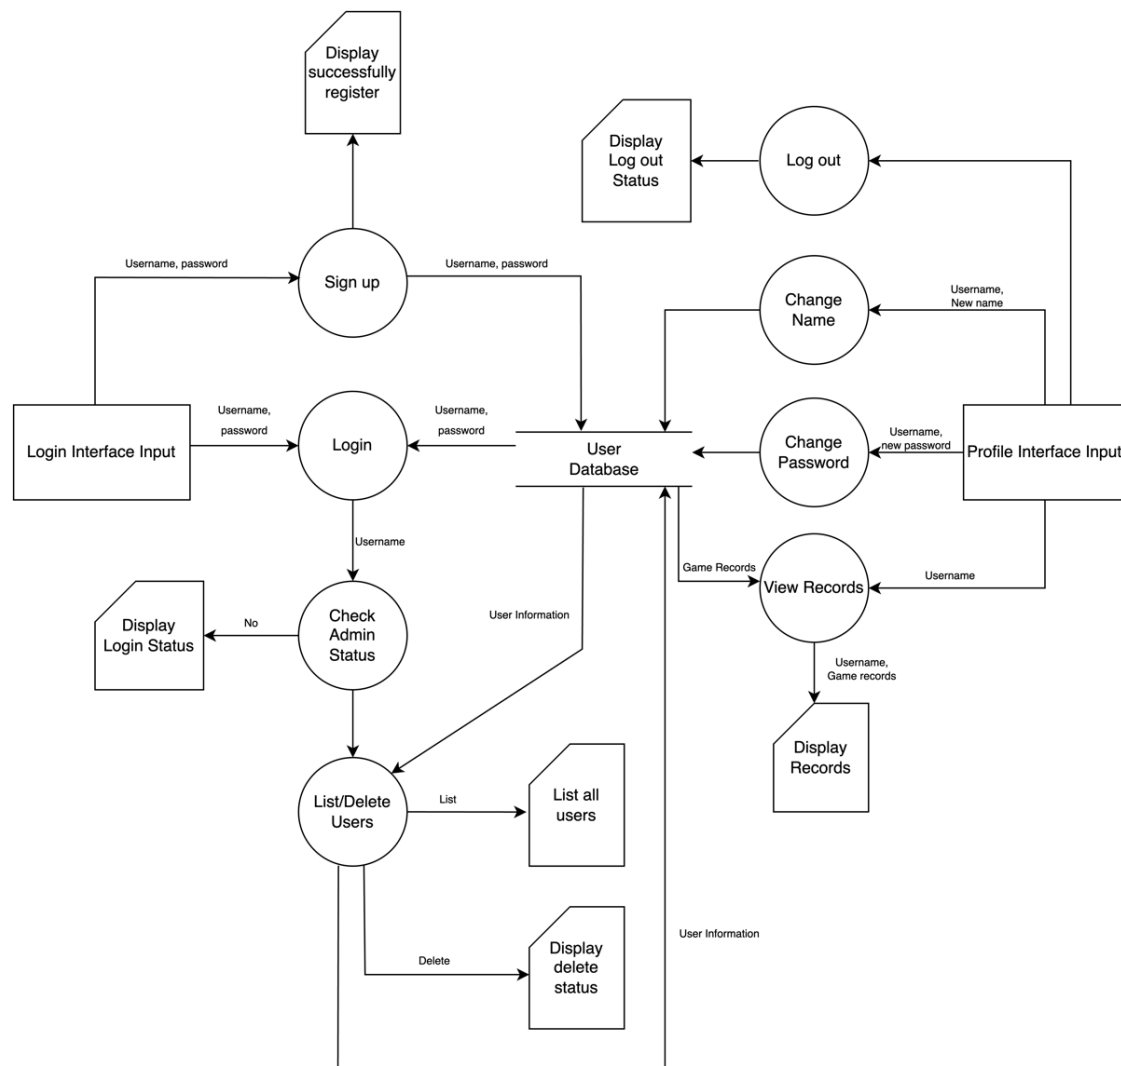 Display
successfully
register
Display
Log out
Status
Log out
Username, password
Sign up
Username, password
Change
Name
Username,
New name
Login Interface Input
Username,
password
Login
Username,
password
User
Database
Change
Password
Username,
new password
Profile Interface Input
Username
Game Records
View Records
Username
Display
Login Status
No
Check
Admin
Status
User Information
Username,
Game records
Display
Records
List/Delete
Users
List
List all
users
Delete
Display
delete
status
User Information